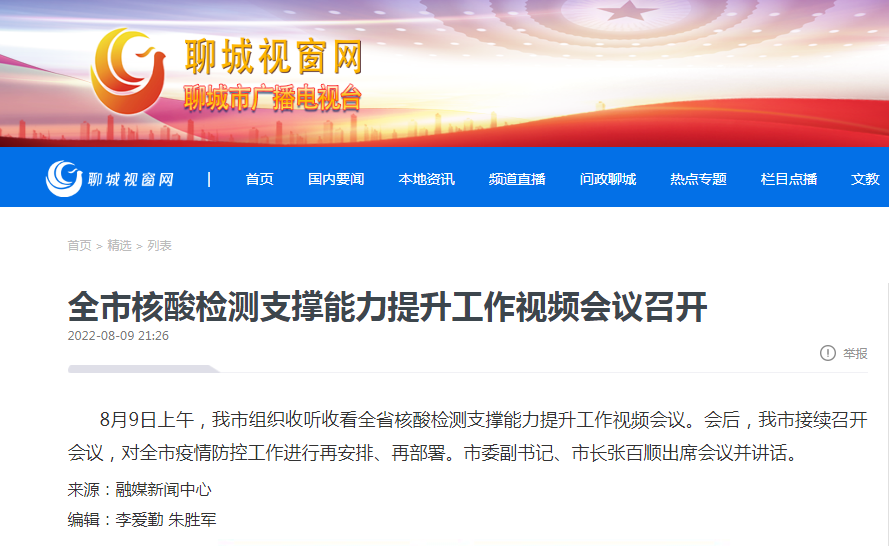 聊城视窗网
聊城市广播电视台
聊城视窗网 | 首页 国内要闻 本地资讯 频道直播 问政聊城 热点专题 栏目点播 文教
首页 > 精选 > 列表
全市核酸检测支撑能力提升工作视频会议召开
2022-08-09 21:26
举报
8月9日上午，我市组织收听收看全省核酸检测支撑能力提升工作视频会议。会后，我市接续召开
会议，对全市疫情防控工作进行再安排、再部署。市委副书记、市长张百顺出席会议并讲话。
来源：融媒新闻中心
编辑：李爱勤 朱胜军